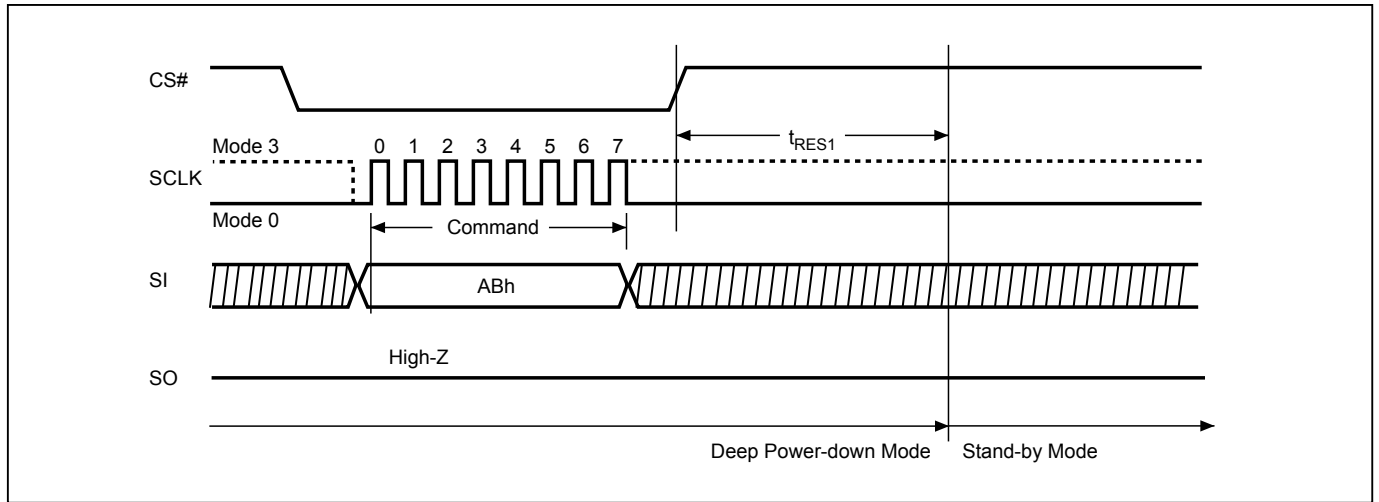 CS#
tRES1
Mode 3
0 1 2 3 4 5 6 7
SCLK
Mode 0
Command
SI
ABh
High-Z
SO
Deep Power-down Mode
Stand-by Mode